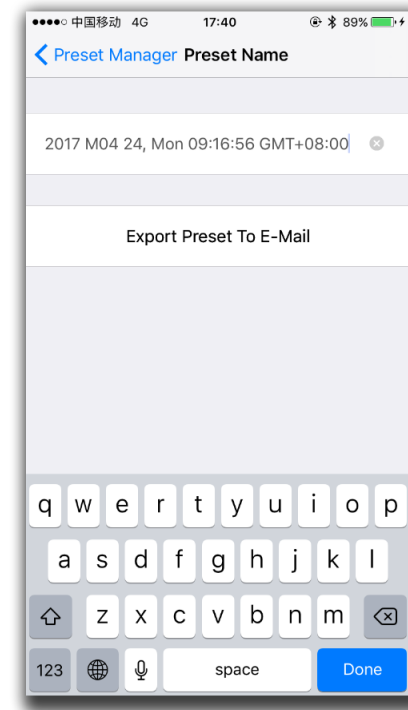 中国移动 4G 17:40 89%
Preset Manager Preset Name
2017 M04 24, Mon 09:16:56 GMT+08:00
Export Preset To E-Mail
q w e r t y u i o p
a s d f g h j k l
z x c v b n m
123 space Done